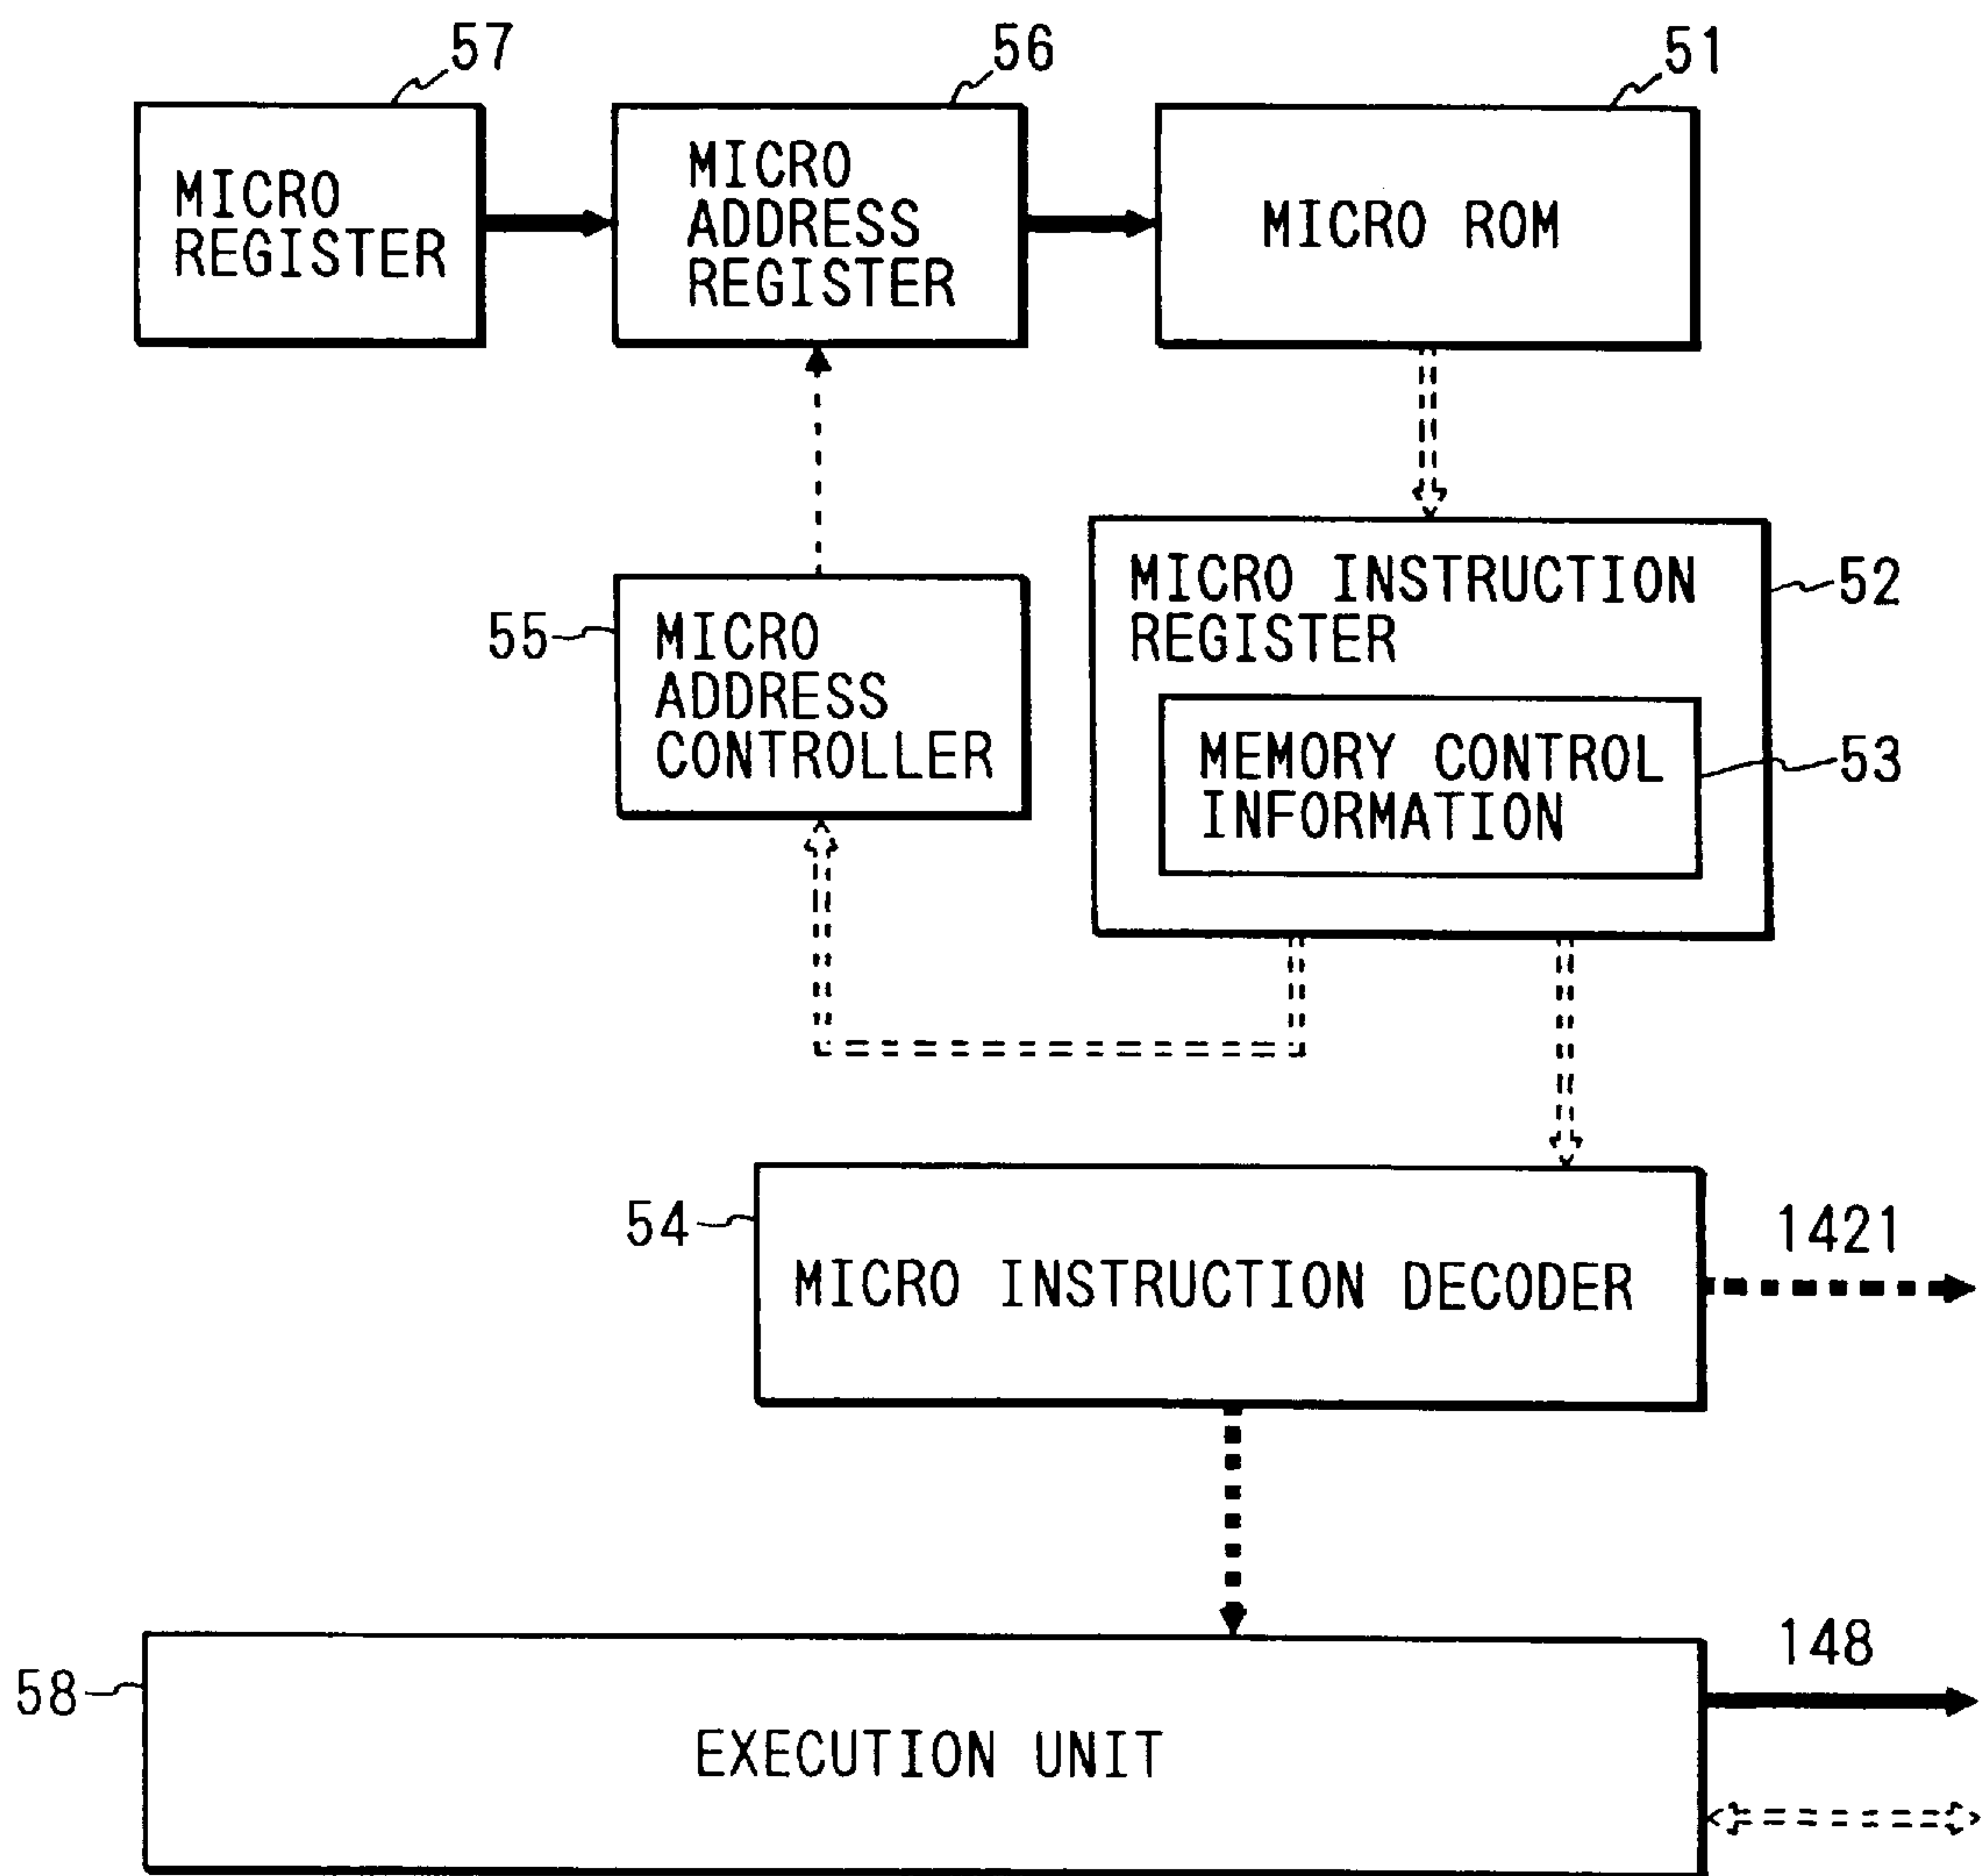 57
56
51
MICRO
REGISTER
MICRO
ADDRESS
REGISTER
MICRO ROM
MICRO INSTRUCTION
REGISTER
52
55
MICRO
ADDRESS
CONTROLLER
MEMORY CONTROL
INFORMATION
53
54
MICRO INSTRUCTION DECODER
1421
58
EXECUTION UNIT
148